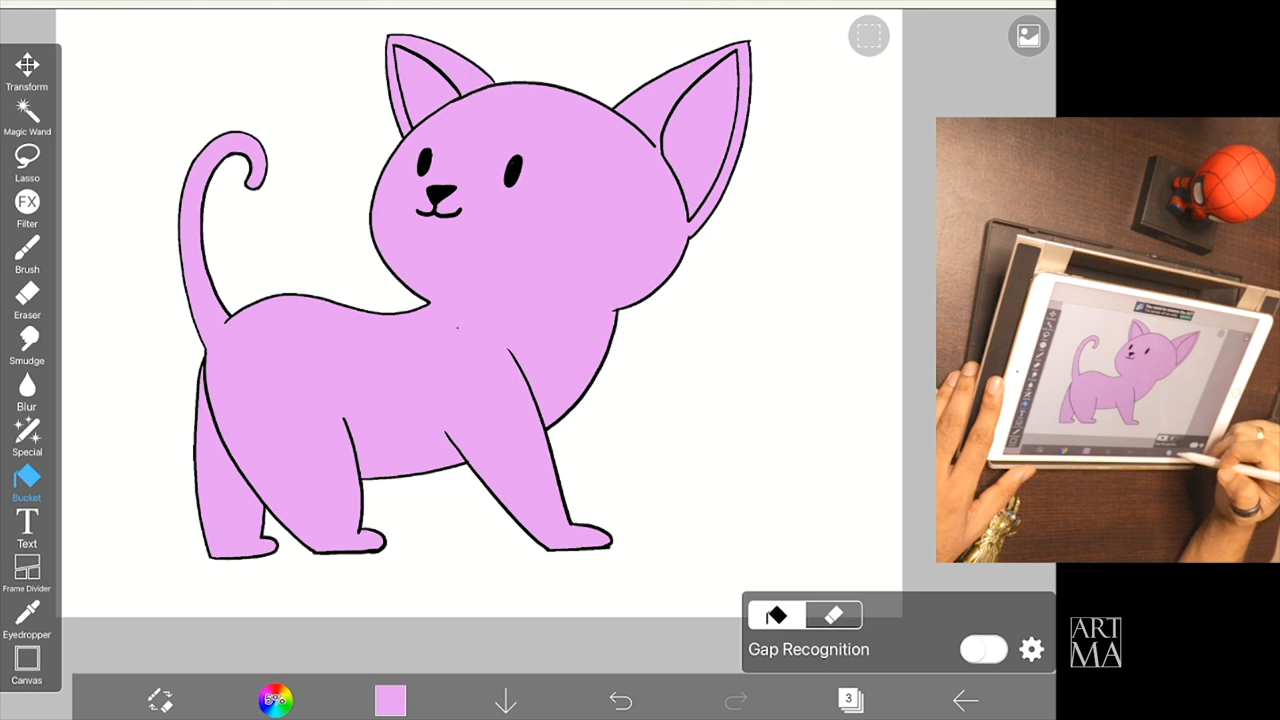 Transform
Magic Wand
Lasso
FX
Filter
Brush
Eraser
Smudge
Blur
Special
Bucket
T
Text
Frame Divider
Eyedropper
Canvas
Gap Recognition
5%
3
ART
MA